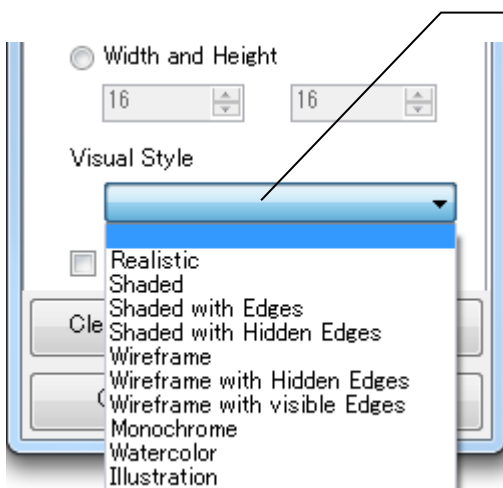 Width and Height
16 16
Visual Style
Realistic
Shaded
Shaded with Edges
Cle
Shaded with Hidden Edges
Wireframe
Wireframe with Hidden Edges
Wireframe with visible Edges
Monochrome
Watercolor
Illustration